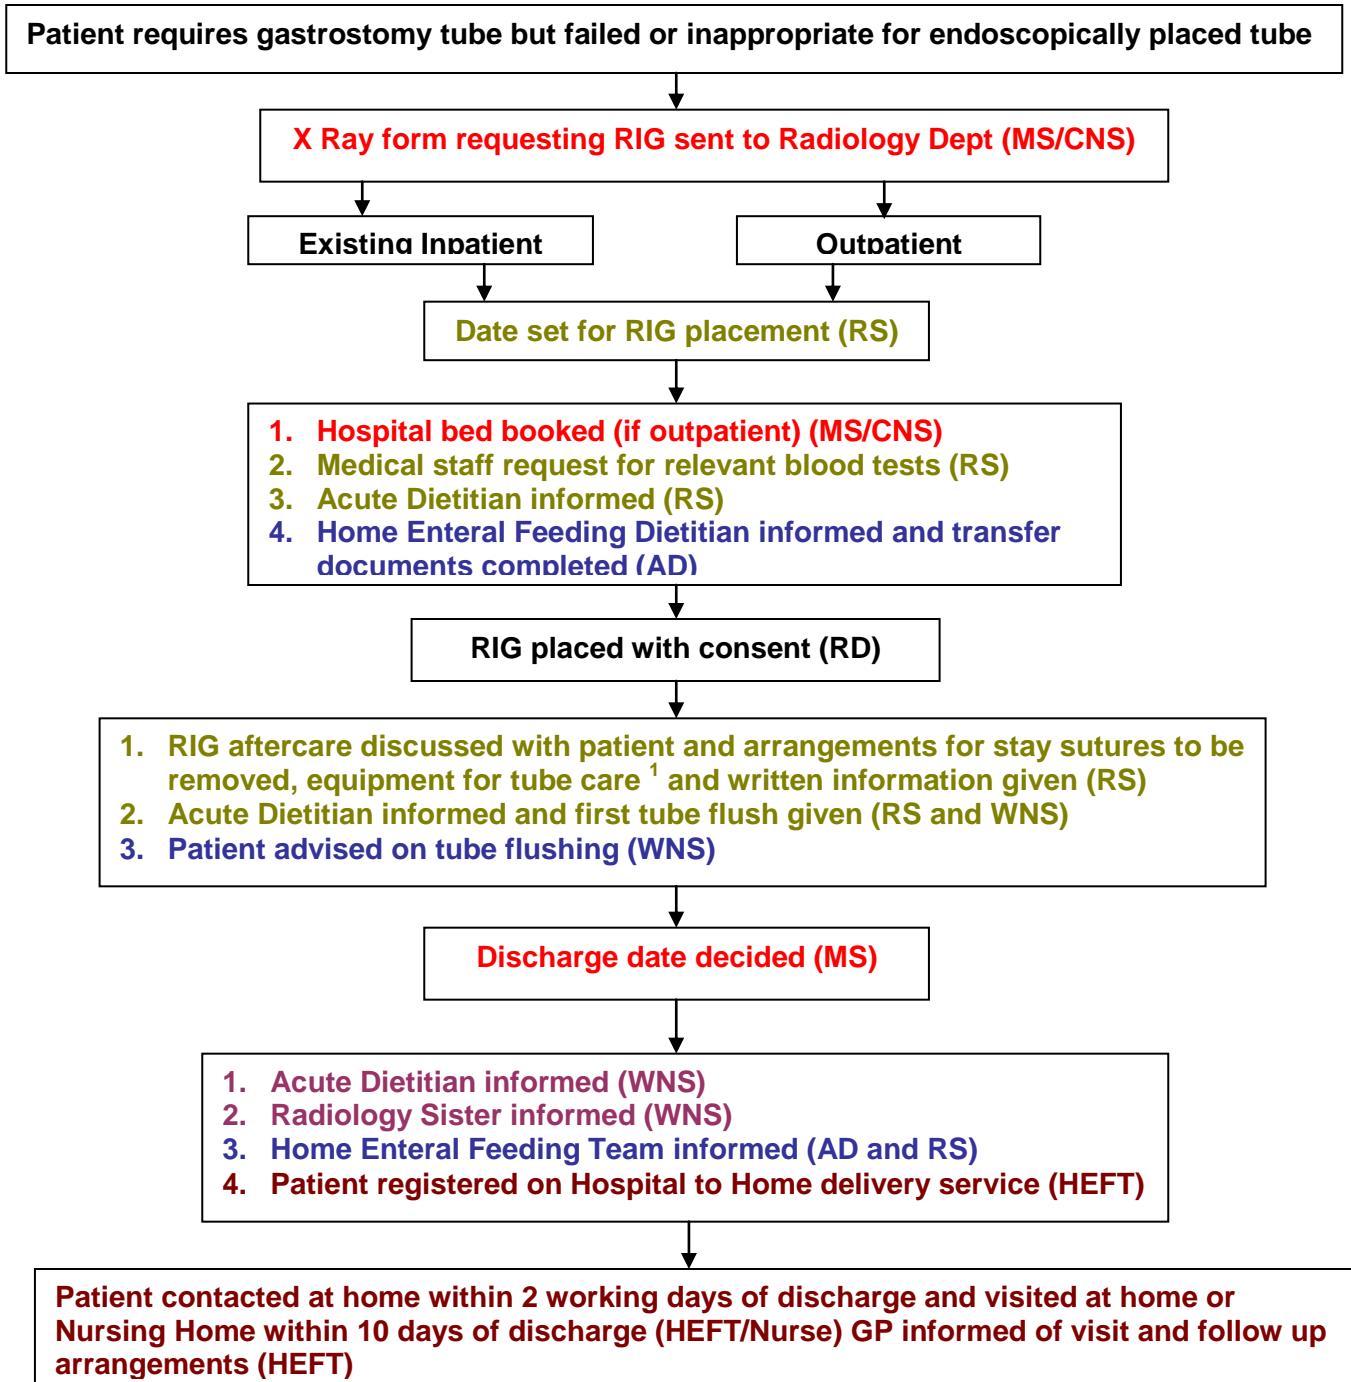 Patient requires gastrostomy tube but failed or inappropriate for endoscopically placed tube
X Ray form requesting RIG sent to Radiology Dept (MS/CNS)
Existing Inpatient
Outpatient
Date set for RIG placement (RS)
1. Hospital bed booked (if outpatient) (MS/CNS)
2. Medical staff request for relevant blood tests (RS)
3. Acute Dietitian informed (RS)
4. Home Enteral Feeding Dietitian informed and transfer
documents completed (AD)
RIG placed with consent (RD)
1. RIG aftercare discussed with patient and arrangements for stay sutures to be
removed, equipment for tube care ¹ and written information given (RS)
2. Acute Dietitian informed and first tube flush given (RS and WNS)
3. Patient advised on tube flushing (WNS)
Discharge date decided (MS)
1. Acute Dietitian informed (WNS)
2. Radiology Sister informed (WNS)
3. Home Enteral Feeding Team informed (AD and RS)
4. Patient registered on Hospital to Home delivery service (HEFT)
Patient contacted at home within 2 working days of discharge and visited at home or
Nursing Home within 10 days of discharge (HEFT/Nurse) GP informed of visit and follow up
arrangements (HEFT)